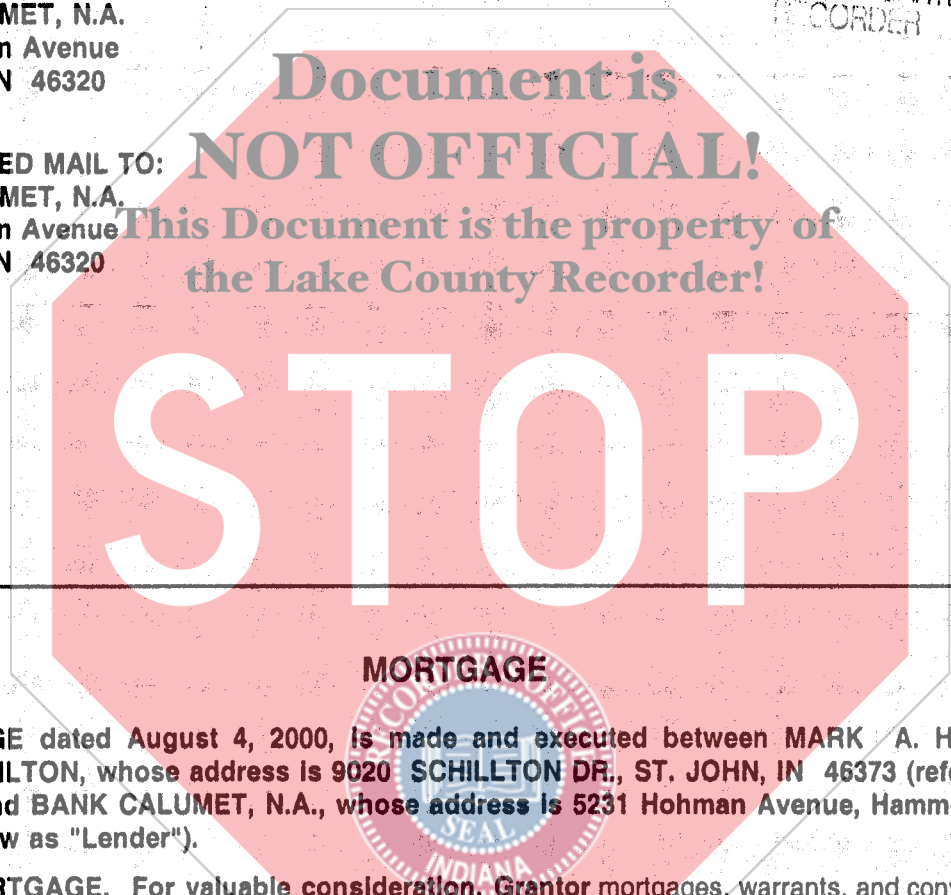 MET, N.A.
n Avenue
N 46320
CORDER
ED MAIL TO:
MET, N.A.
n Avenue
N 46320
Document is
NOT OFFICIAL!
This Document is the property of
the Lake County Recorder!
STOP
MORTGAGE
GE dated August 4, 2000, is made and executed between MARK A. H
ILTON, whose address is 9020 SCHILLTON DR., ST. JOHN, IN 46373 (refe
d BANK CALUMET, N.A., whose address is 5231 Hohman Avenue, Hamm
w as "Lender").
RTGAGE. For valuable consideration, Grantor mortgages, warrants, and con
RECORDER OFFIC
SEAL
INDIANA